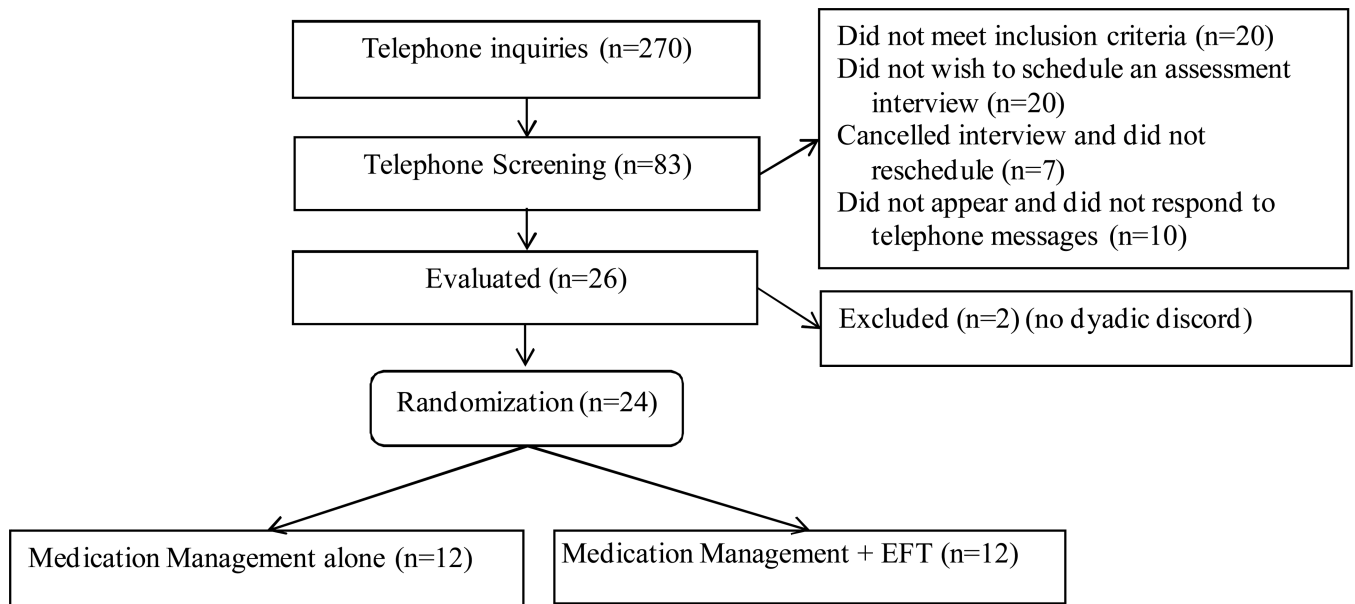 Telephone inquiries (n=270)
Did not meet inclusion criteria (n=20)
Did not wish to schedule an assessment
interview (n=20)
Cancelled interview and did not
reschedule (n=7)
Did not appear and did not respond to
telephone messages (n=10)
Telephone Screening (n=83)
Evaluated (n=26)
Excluded (n=2) (no dyadic discord)
Randomization (n=24)
Medication Management alone (n=12)
Medication Management + EFT (n=12)